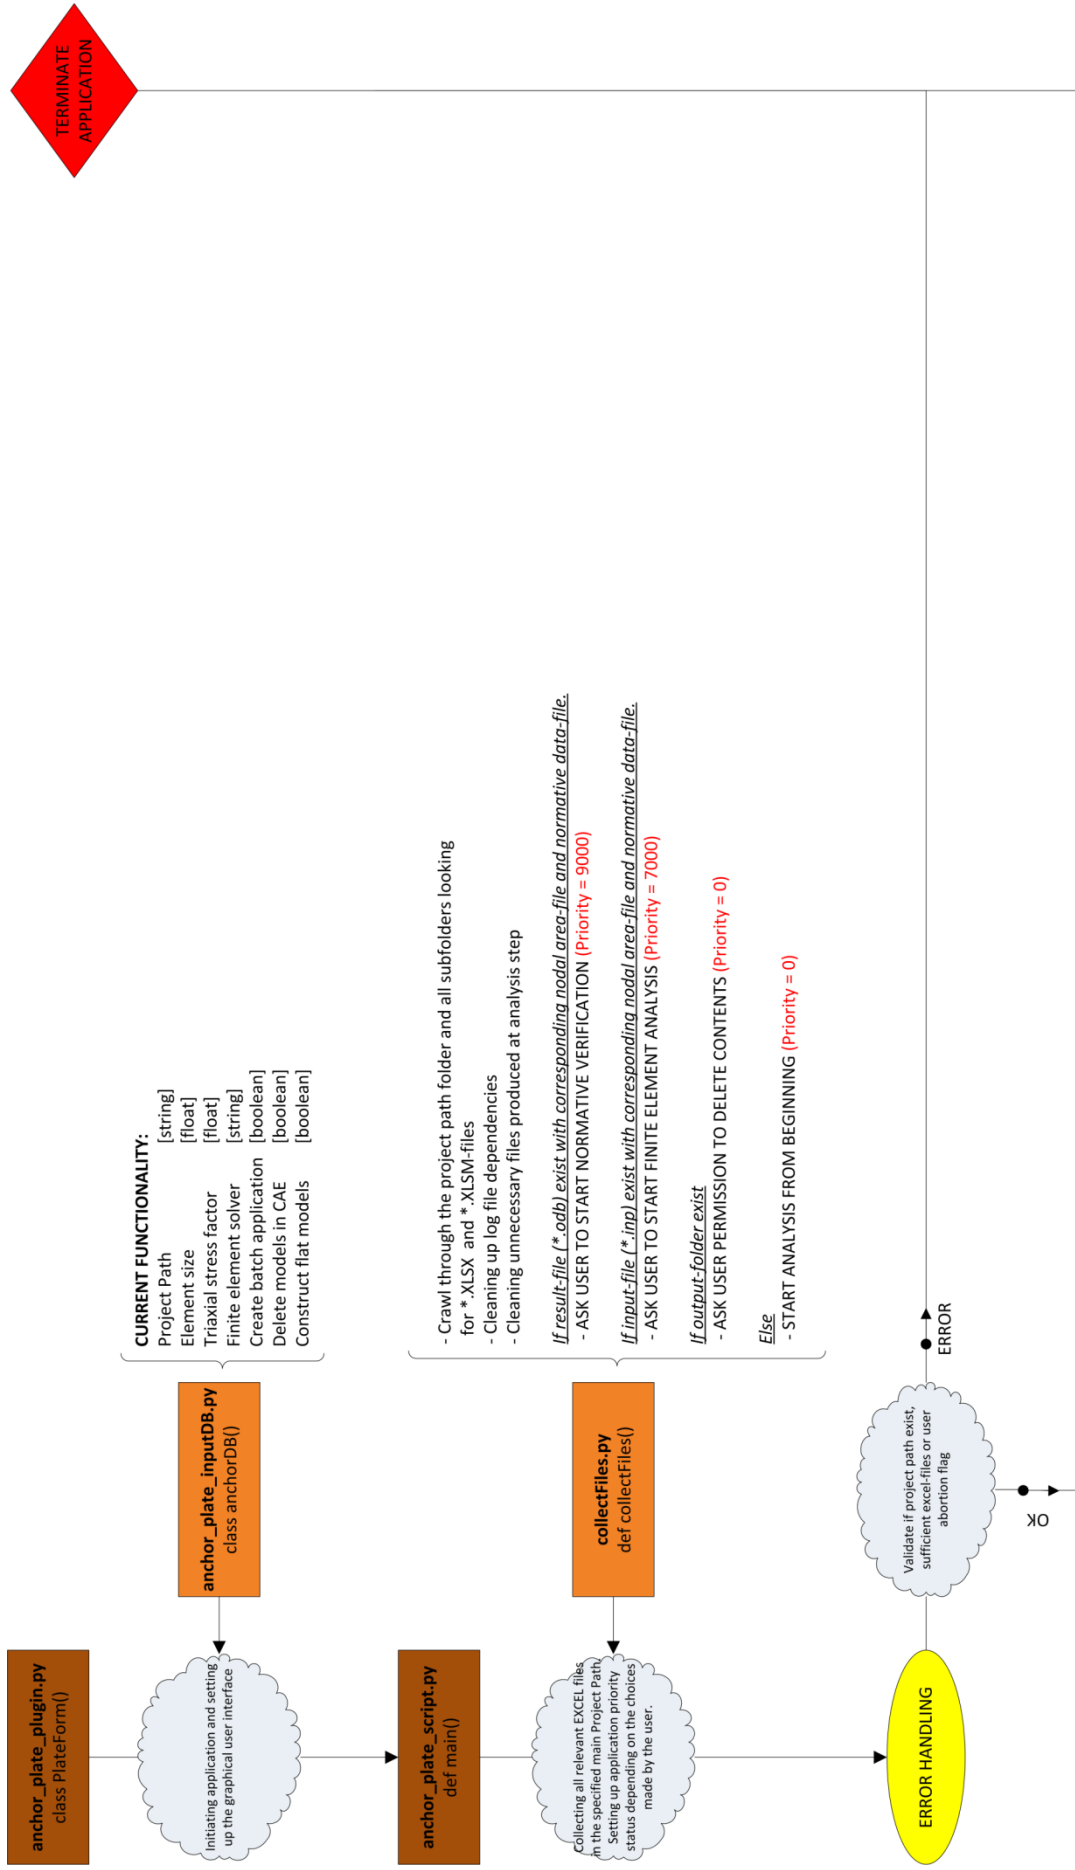 TERMINATE
APPLICATION
anchor_plate_plugin.py
class PlateForm()
Initiating application and setting
up the graphical user interface
anchor_plate_inputDB.py
class anchorDB()
CURRENT FUNCTIONALITY:
Project Path [string]
Element size [float]
Triaxial stress factor [float]
Finite element solver [string]
Create batch application [boolean]
Delete models in CAE [boolean]
Construct flat models [boolean]
anchor_plate_script.py
def main()
Collecting all relevant EXCEL files
in the specified main Project Path.
Setting up application priority
status depending on the choices
made by the user.
collectFiles.py
def collectFiles()
- Crawl through the project path folder and all subfolders looking
for *.XLSX and *.XLSM-files
- Cleaning up log file dependencies
- Cleaning unnecessary files produced at analysis step
If result-file (*.odb) exist with corresponding nodal area-file and normative data-file.
- ASK USER TO START NORMATIVE VERIFICATION (Priority = 9000)
If input-file (*.inp) exist with corresponding nodal area-file and normative data-file.
- ASK USER TO START FINITE ELEMENT ANALYSIS (Priority = 7000)
If output-folder exist
- ASK USER PERMISSION TO DELETE CONTENTS (Priority = 0)
Else
- START ANALYSIS FROM BEGINNING (Priority = 0)
ERROR HANDLING
Validate if project path exist,
sufficient excel-files or user
abortion flag
ERROR
OK